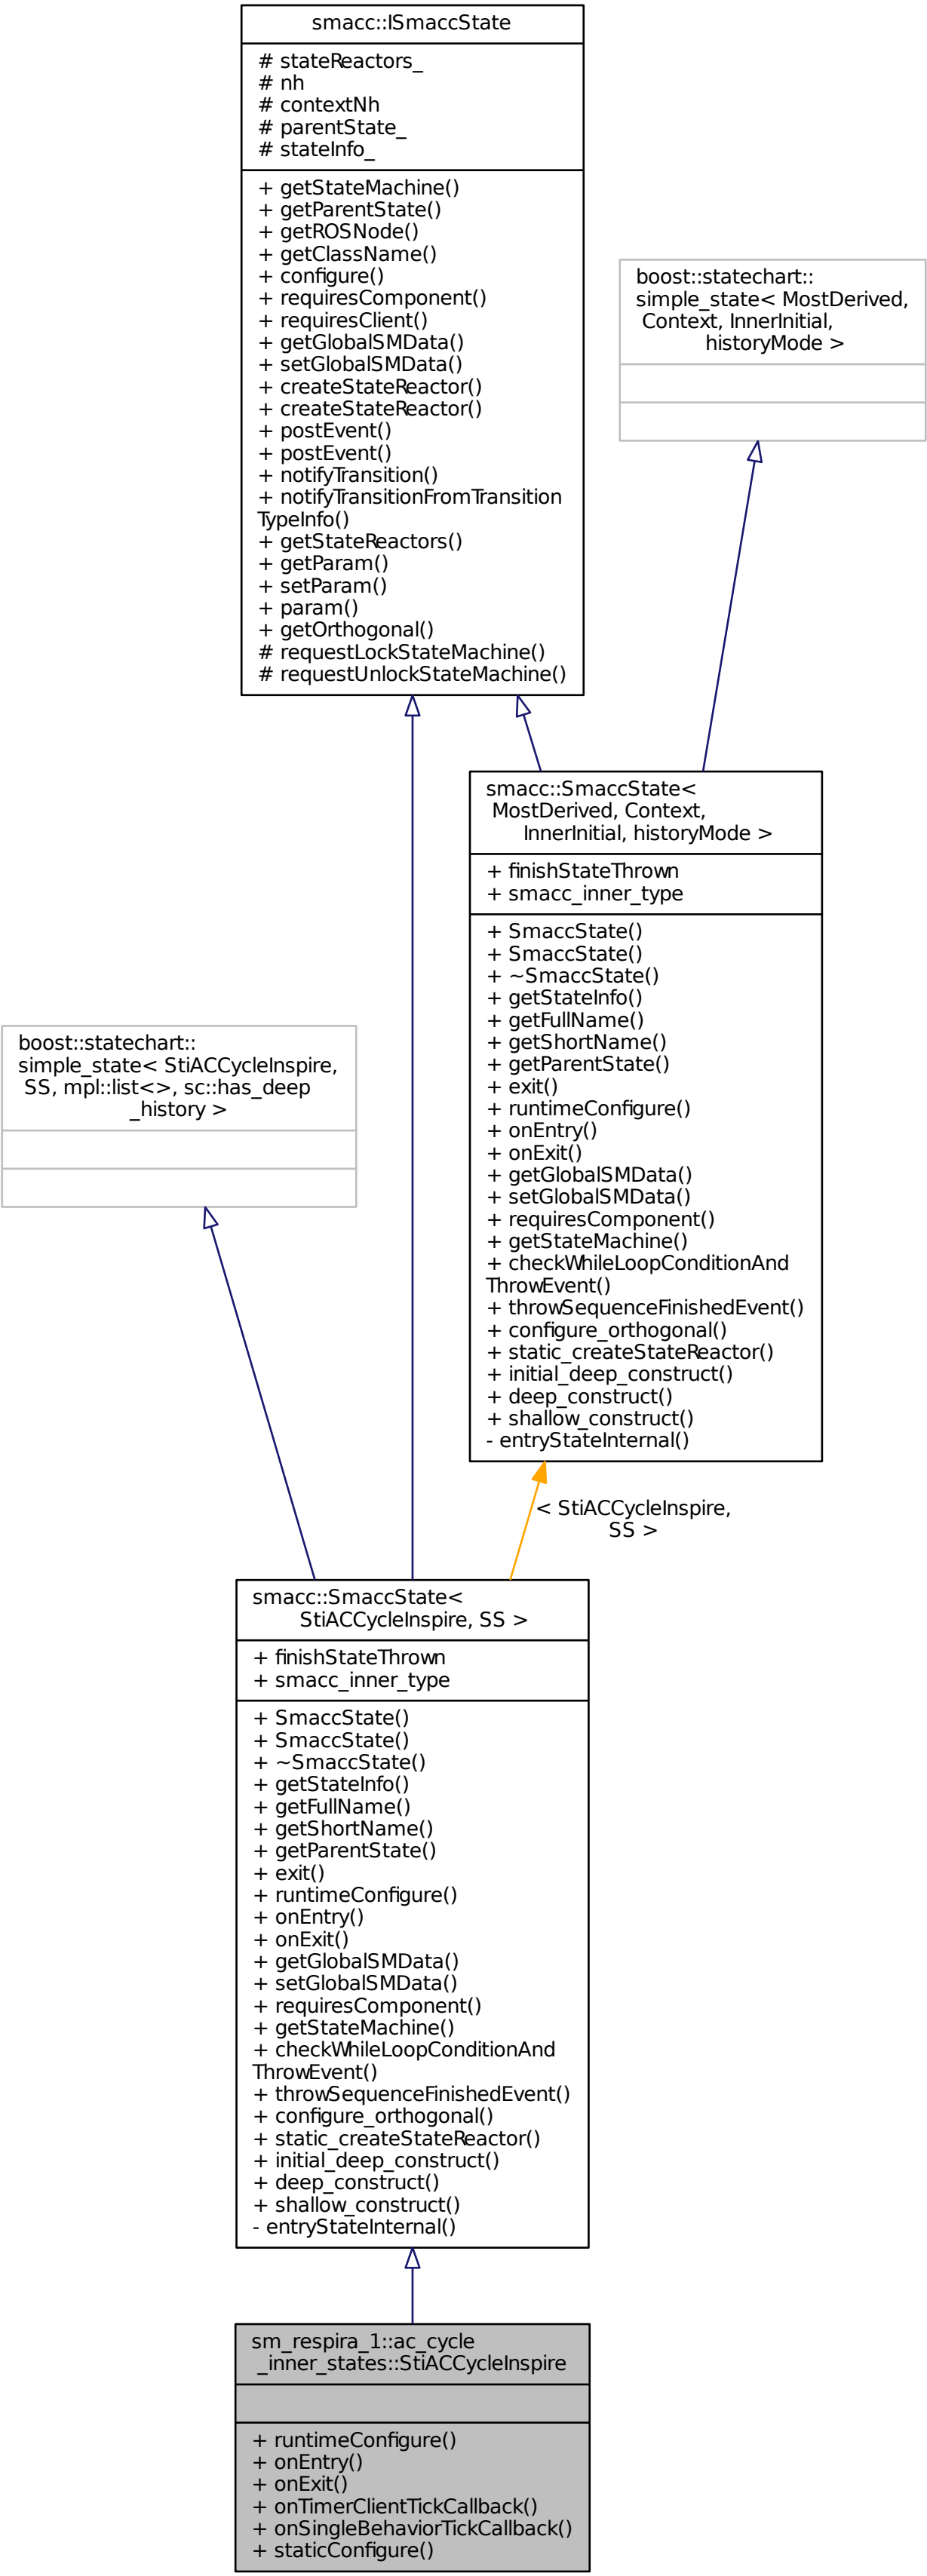 smacc::ISmaccState
# stateReactors_
# nh
# contextNh
# parentState_
# stateInfo_
+ getStateMachine()
+ getParentState()
+ getROSNode()
+ getClassName()
+ configure()
+ requiresComponent()
+ requiresClient()
+ getGlobalSMData()
+ setGlobalSMData()
+ createStateReactor()
+ createStateReactor()
+ postEvent()
+ postEvent()
+ notifyTransition()
+ notifyTransitionFromTransition
TypeInfo()
+ getStateReactors()
+ getParam()
+ setParam()
+ param()
+ getOrthogonal()
# requestLockStateMachine()
# requestUnlockStateMachine()
boost::statechart::
simple_state< MostDerived,
Context, InnerInitial,
historyMode >
smacc::SmaccState<
MostDerived, Context,
InnerInitial, historyMode >
+ finishStateThrown
+ smacc_inner_type
+ SmaccState()
+ SmaccState()
+ ~SmaccState()
+ getStateInfo()
+ getFullName()
+ getShortName()
+ getParentState()
+ exit()
+ runtimeConfigure()
+ onEntry()
+ onExit()
+ getGlobalSMData()
+ setGlobalSMData()
+ requiresComponent()
+ getStateMachine()
+ checkWhileLoopConditionAnd
ThrowEvent()
+ throwSequenceFinishedEvent()
+ configure_orthogonal()
+ static_createStateReactor()
+ initial_deep_construct()
+ deep_construct()
+ shallow_construct()
- entryStateInternal()
boost::statechart::
simple_state< StiACCycleInspire,
SS, mpl::list<>, sc::has_deep
_history >
< StiACCycleInspire,
SS >
smacc::SmaccState<
StiACCycleInspire, SS >
+ finishStateThrown
+ smacc_inner_type
+ SmaccState()
+ SmaccState()
+ ~SmaccState()
+ getStateInfo()
+ getFullName()
+ getShortName()
+ getParentState()
+ exit()
+ runtimeConfigure()
+ onEntry()
+ onExit()
+ getGlobalSMData()
+ setGlobalSMData()
+ requiresComponent()
+ getStateMachine()
+ checkWhileLoopConditionAnd
ThrowEvent()
+ throwSequenceFinishedEvent()
+ configure_orthogonal()
+ static_createStateReactor()
+ initial_deep_construct()
+ deep_construct()
+ shallow_construct()
- entryStateInternal()
sm_respira_1::ac_cycle
_inner_states::StiACCycleInspire
+ runtimeConfigure()
+ onEntry()
+ onExit()
+ onTimerClientTickCallback()
+ onSingleBehaviorTickCallback()
+ staticConfigure()